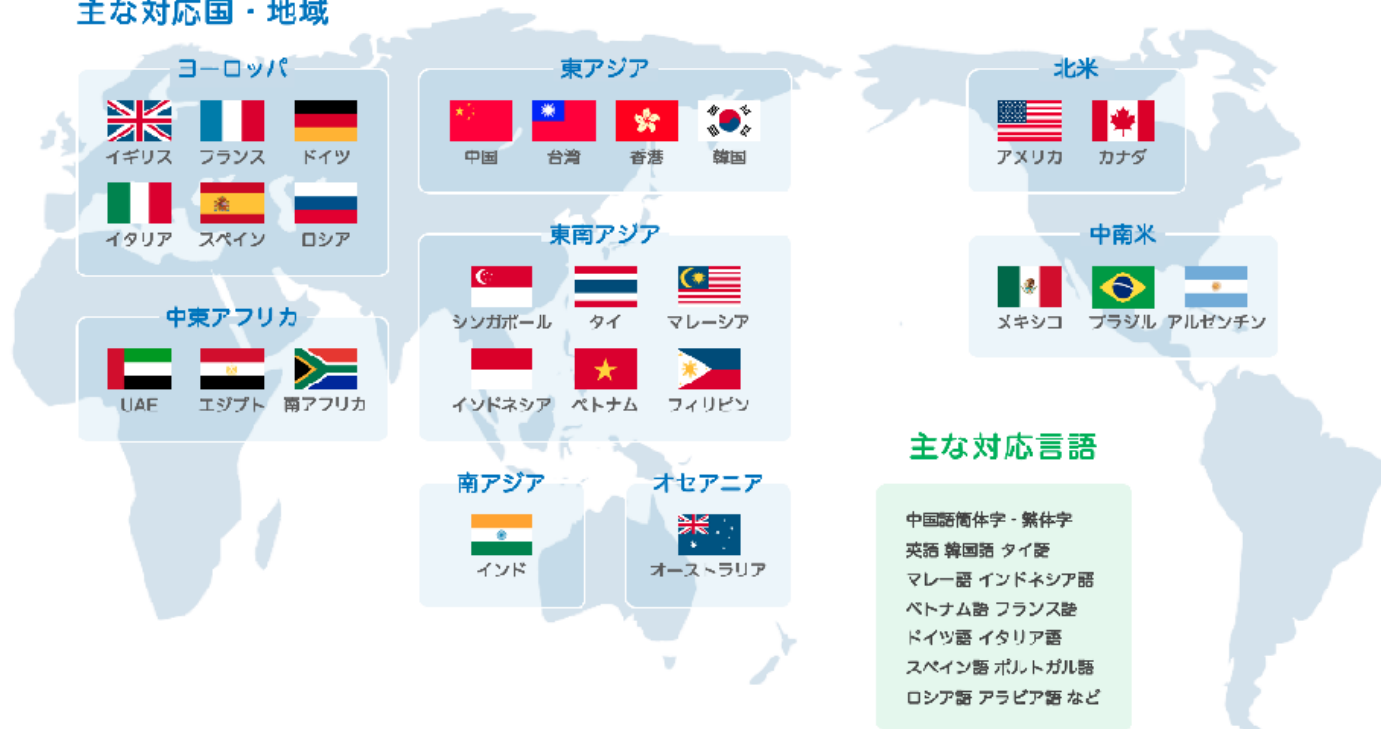 主な対応国・地域
ヨーロッパ
イギリス フランス ドイツ
イタリア スペイン ロシア
中東アフリカ
UAE エジプト 南アフリカ
東アジア
中国 台湾 香港 韓国
東南アジア
シンガポール タイ マレーシア
インドネシア ベトナム フィリピン
南アジア
インド
オセアニア
オーストラリア
北米
アメリカ カナダ
中南米
メキシコ ブラジル アルゼンチン
主な対応言語
中国語簡体字・繁体字
英語 韓国語 タイ語
マレー語 インドネシア語
ベトナム語 フランス語
ドイツ語 イタリア語
スペイン語 ポルトガル語
ロシア語 アラビア語 など